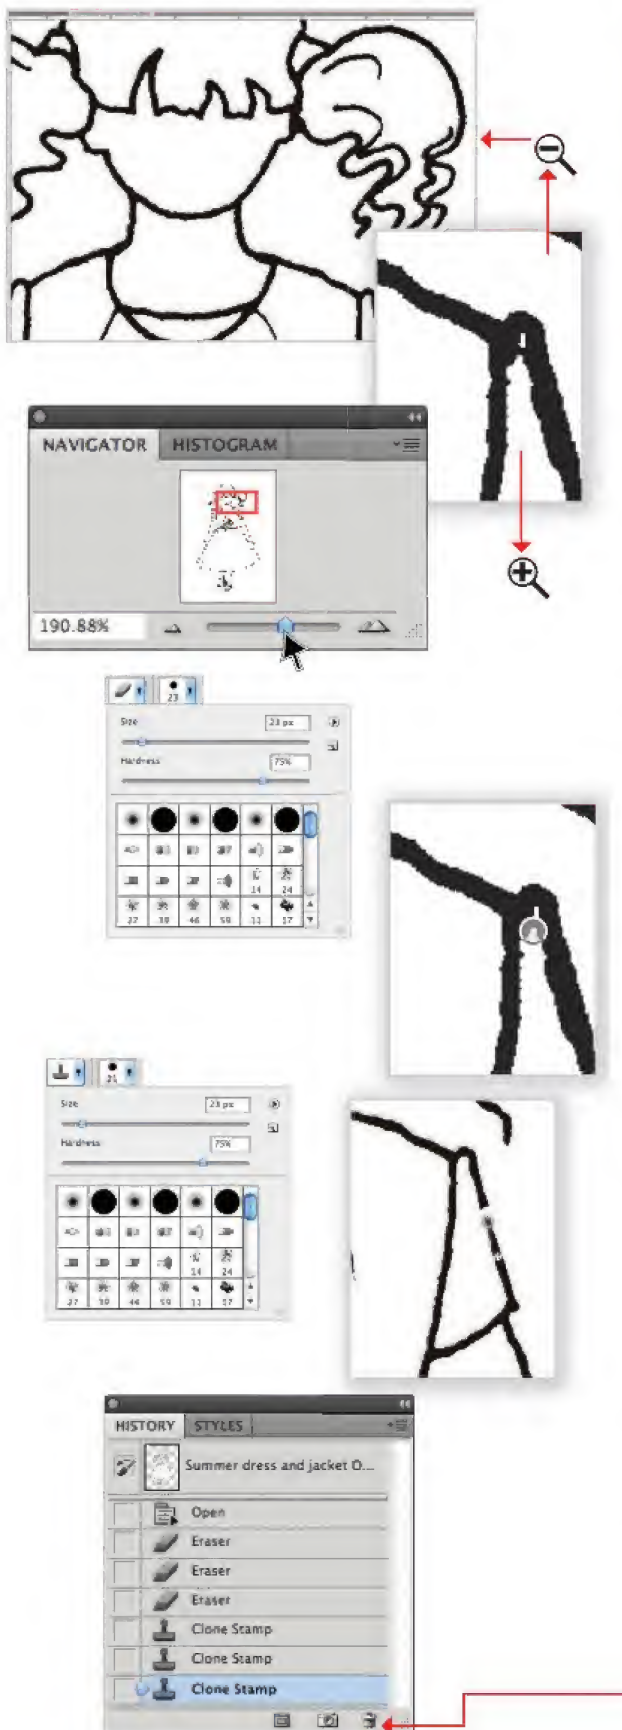 NAVIGATOR HISTOGRAM
190.88%
23
Size 23 px
Hardness 75%
14 24
27 39 46 59 11 17
21
Size 23 px
Hardness 75%
14 24
27 39 46 59 11 17
HISTORY STYLES
Summer dress and jacket O...
Open
Eraser
Eraser
Eraser
Clone Stamp
Clone Stamp
Clone Stamp